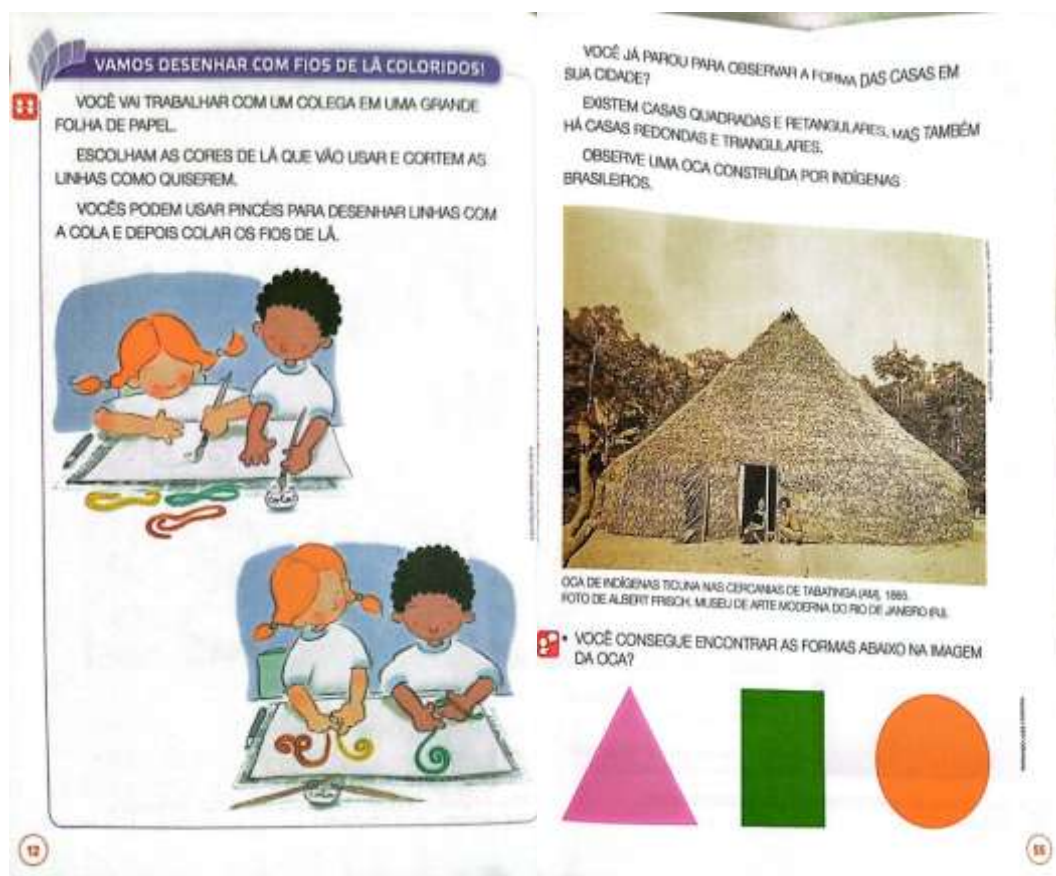 VAMOS DESENHAR COM FIOS DE LÃ COLORIDOS!
VOCÊ VAI TRABALHAR COM UM COLEGA EM UMA GRANDE
FOLHA DE PAPEL.
ESCOLHAM AS CORES DE LÃ QUE VÃO USAR E CORTEM AS
LINHAS COMO QUISEREM.
VOCÊS PODEM USAR PINCÉIS PARA DESENHAR LINHAS COM
A COLA E DEPOIS COLAR OS FIOS DE LÃ.
cola
cola
12
VOCÊ JÁ PAROU PARA OBSERVAR A FORMA DAS CASAS EM
SUA CIDADE?
EXISTEM CASAS QUADRADAS E RETANGULARES, MAS TAMBÉM
HÁ CASAS REDONDAS E TRIANGULARES.
OBSERVE UMA OCA CONSTRUÍDA POR INDÍGENAS
BRASILEIROS.
OCA DE INDÍGENAS TICUNA NAS CERCANIAS DE TABATINGA (AM), 1865.
FOTO DE ALBERT FRISCH. MUSEU DE ARTE MODERNA DO RIO DE JANEIRO (RJ).
• VOCÊ CONSEGUE ENCONTRAR AS FORMAS ABAIXO NA IMAGEM
DA OCA?
55